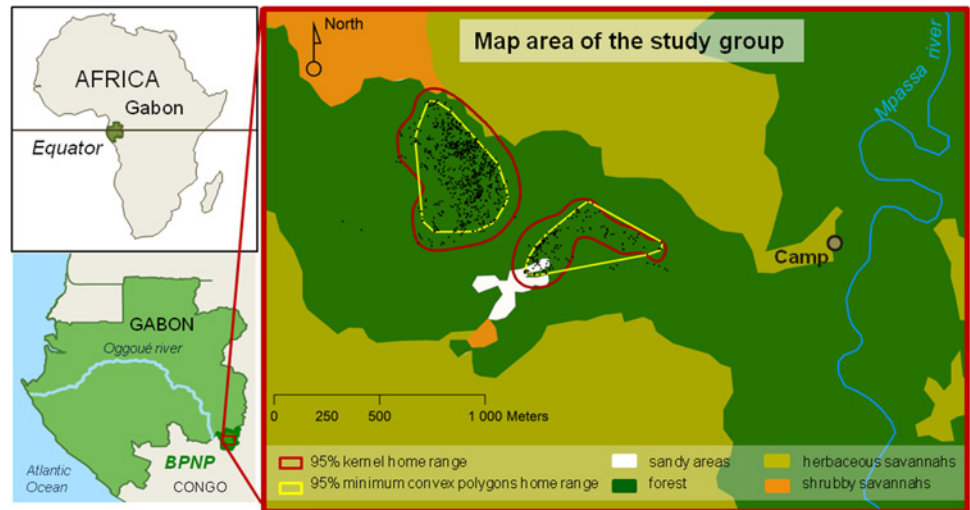 AFRICA
Gabon
Equator
GABON
Oggoué river
BPNP
CONGO
Atlantic
Ocean
North
Map area of the study group
Mpassa river
Camp
0 250 500 1 000 Meters
95% kernel home range
95% minimum convex polygons home range
sandy areas
forest
herbaceous savannahs
shrubby savannahs